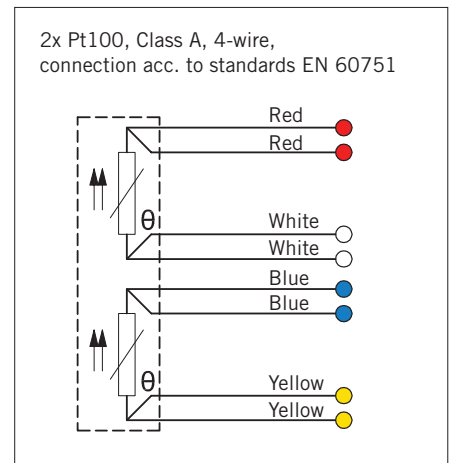 2x Pt100, Class A, 4-wire,
connection acc. to standards EN 60751
Red
Red
θ
White
White
Blue
Blue
θ
Yellow
Yellow